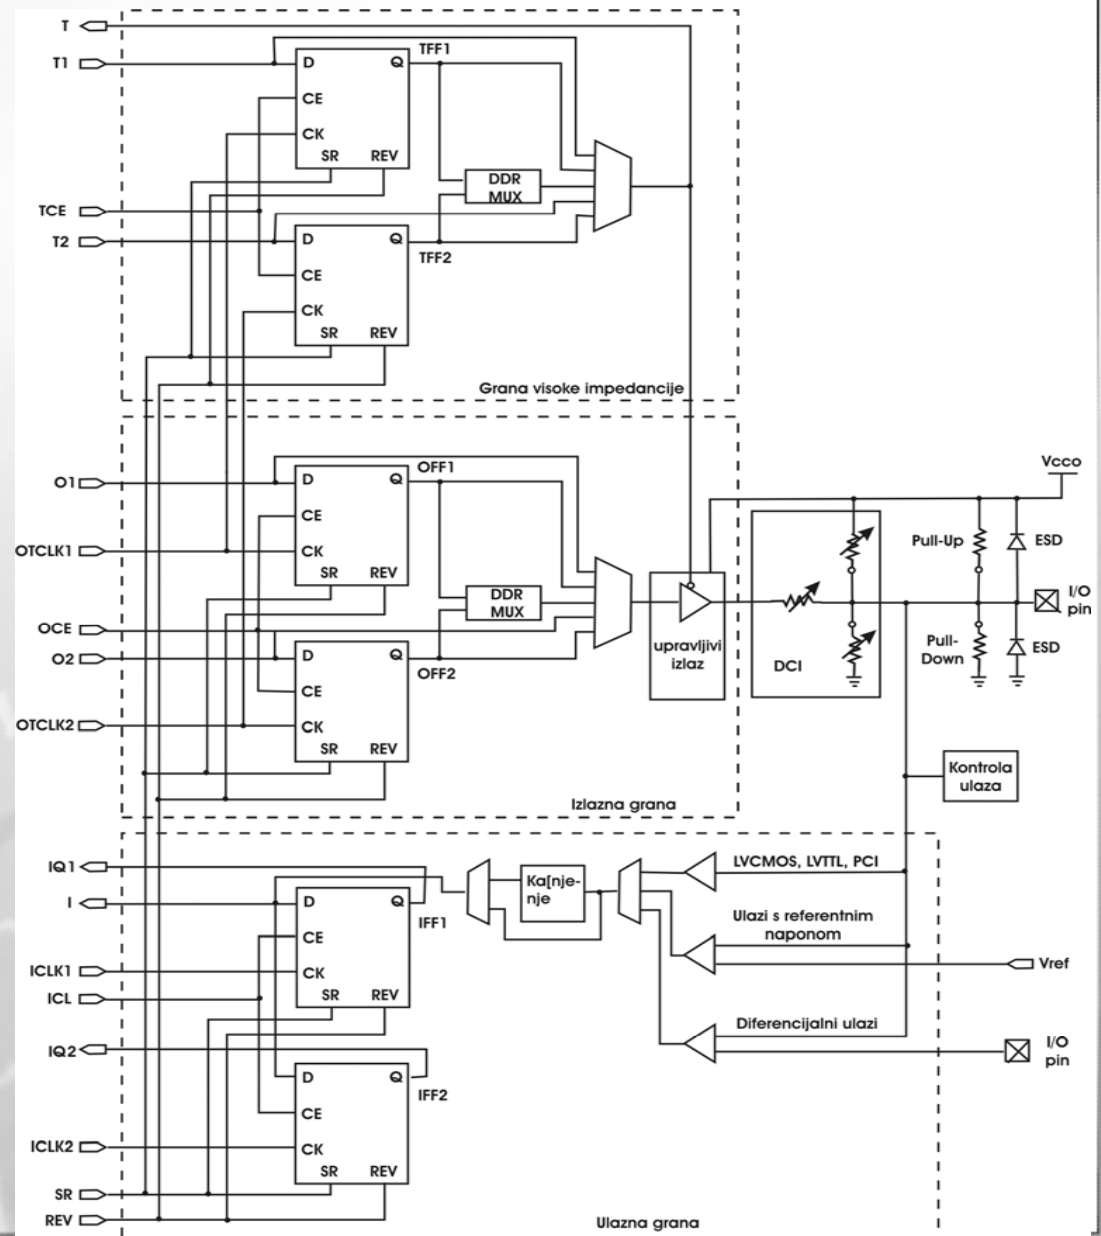 T
T1
D
Q
TFF1
CE
CK
SR
REV
DDR
MUX
TCE
T2
D
Q
TFF2
CE
CK
SR
REV
Grana visoke impedancije
O1
D
Q
OFF1
CE
OTCLK1
CK
SR
REV
DDR
MUX
OCE
O2
D
Q
OFF2
CE
OTCLK2
CK
SR
REV
upravljivi
izlaz
DCI
Vcco
Pull-Up
ESD
I/O
pin
Pull-
Down
ESD
Kontrola
ulaza
Izlazna grana
IQ1
I
D
Q
IFF1
CE
ICLK1
CK
ICL
SR
REV
Ka[nje-
nje
LVCMOS, LVTTL, PCI
Ulazi s referentnim
naponom
Vref
Diferencijalni ulazi
I/O
pin
IQ2
D
Q
IFF2
CE
ICLK2
CK
SR
REV
SR
REV
Ulazna grana